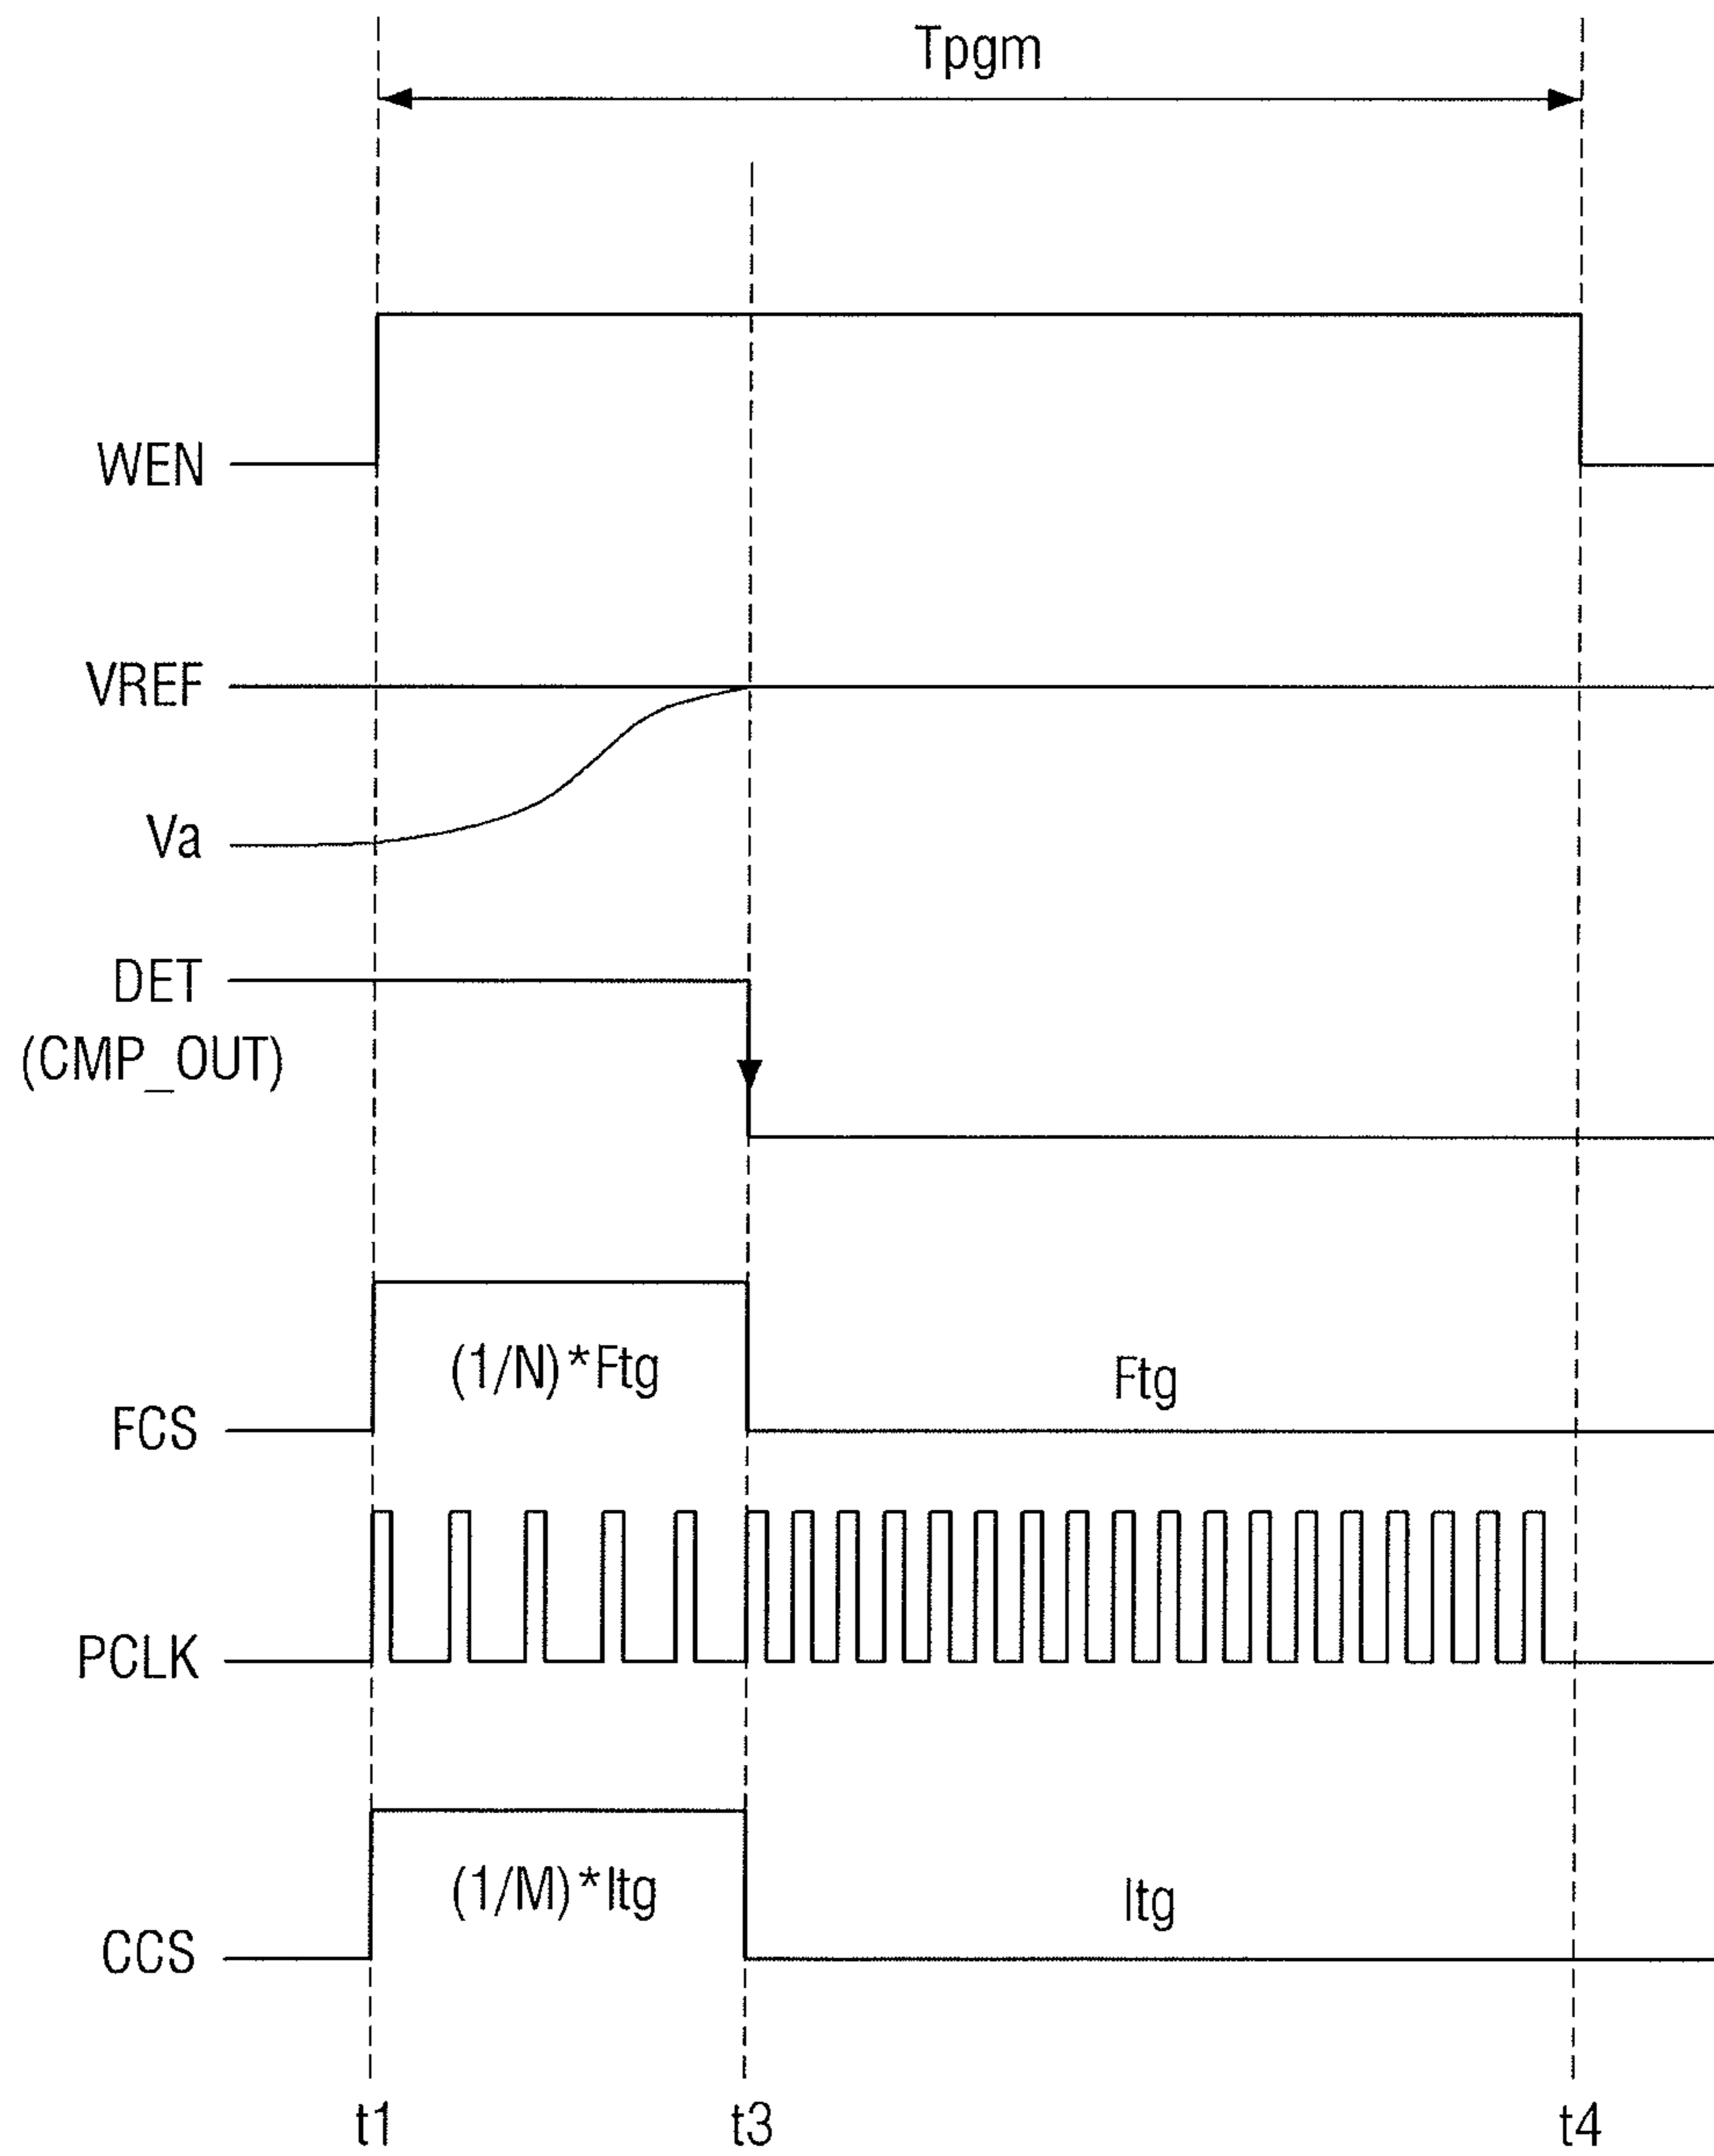 Tpgm
WEN
VREF
Va
DET
(CMP_OUT)
(1/N)*Ftg
Ftg
FCS
PCLK
(1/M)*Itg
Itg
CCS
t1
t3
t4